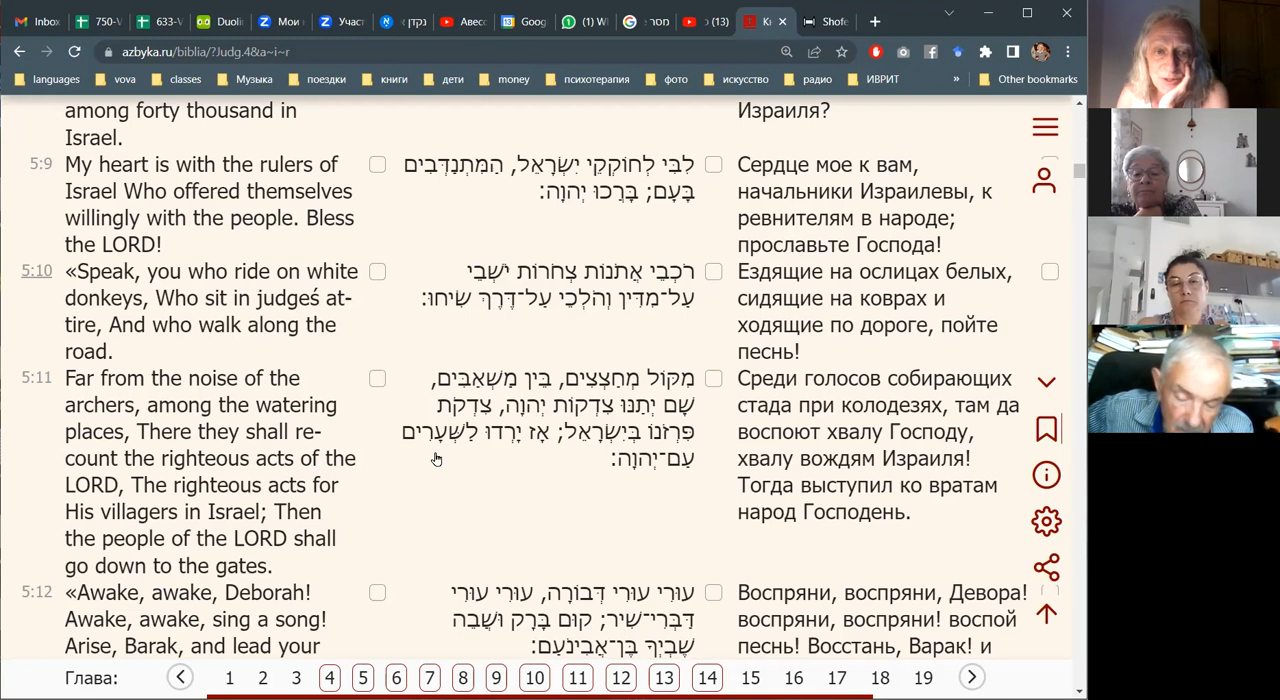 Inbox
750-V
633-V
Duolin
Мои к
Участ
נקדן א
Авесс
Googl
(1) W
מסר
(13) כ
Ki
Shofe
azbyka.ru/biblia/?Judg.4&a~i~r
languages
vova
classes
Музыка
поездки
книги
дети
money
психотерапия
фото
искусство
радио
ИВРИТ
»
Other bookmarks
among forty thousand in
Israel.
Израиля?
5:9
My heart is with the rulers of
Israel Who offered themselves
willingly with the people. Bless
the LORD!
לִבִּי לְחוֹקְקֵי יִשְׂרָאֵל, הַמִּתְנַדְּבִים
בָּעָם; בָּרְכוּ יְהוָה:
Сердце мое к вам,
начальники Израилевы, к
ревнителям в народе;
прославьте Господа!
5:10
«Speak, you who ride on white
donkeys, Who sit in judgeś at-
tire, And who walk along the
road.
רֹכְבֵי אֲתֹנוֹת צְחֹרוֹת יֹשְׁבֵי
עַל־מִדִּין וְהֹלְכֵי עַל־דֶּרֶךְ שִׂיחוּ:
Ездящие на ослицах белых,
сидящие на коврах и
ходящие по дороге, пойте
песнь!
5:11
Far from the noise of the
archers, among the watering
places, There they shall re-
count the righteous acts of the
LORD, The righteous acts for
His villagers in Israel; Then
the people of the LORD shall
go down to the gates.
מִקּוֹל מְחַצְצִים, בֵּין מַשְׁאַבִּים,
שָׁם יְתַנּוּ צִדְקוֹת יְהוָה, צִדְקֹת
פִּרְזֹנוֹ בְּיִשְׂרָאֵל; אָז יָרְדוּ לַשְּׁעָרִים
עַם־יְהוָה:
Среди голосов собирающих
стада при колодезях, там да
воспоют хвалу Господу,
хвалу вождям Израиля!
Тогда выступил ко вратам
народ Господень.
5:12
«Awake, awake, Deborah!
Awake, awake, sing a song!
Arise, Barak, and lead your
עוּרִי עוּרִי דְּבוֹרָה, עוּרִי עוּרִי
דַּבְּרִי־שִׁיר; קוּם בָּרָק וּשֲׁבֵה
שֶׁבְיְךָ בֶּן־אֲבִינֹעַם:
Воспряни, воспряни, Девора!
воспряни, воспряни! воспой
песнь! Восстань, Варак! и
Глава:
1 2 3 4 5 6 7 8 9 10 11 12 13 14 15 16 17 18 19